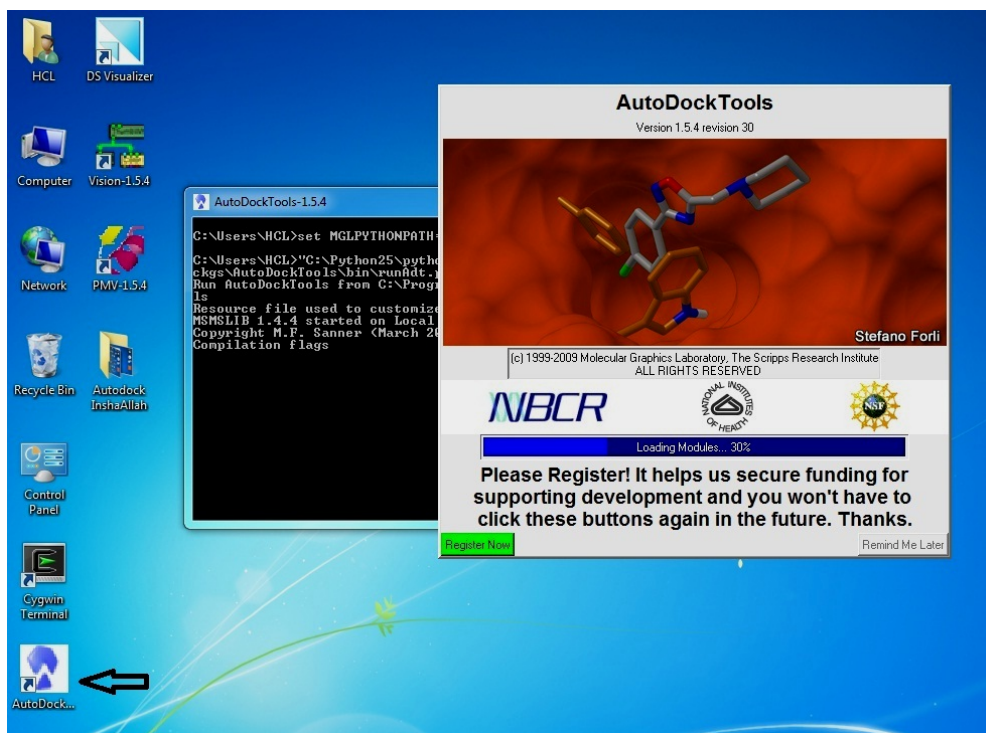 HCL
DS Visualizer
Computer
Vision-1.5.4
Network
PMV-1.5.4
Recycle Bin
Autodock
InshaAllah
Control
Panel
Cygwin
Terminal
AutoDock...
AutoDockTools-1.5.4
C:\Users\HCL>set MGLPYTHONPATH=
C:\Users\HCL>"C:\Python25\pytho
ckgs\AutoDockTools\bin\runAdt.p
Run AutoDockTools from C:\Progr
ls
Resource file used to customize
MSMSLIB 1.4.4 started on Local
Copyright M.F. Sanner (March 20
Compilation flags
AutoDockTools
Version 1.5.4 revision 30
Stefano Forli
(c) 1999-2009 Molecular Graphics Laboratory, The Scripps Research Institute
ALL RIGHTS RESERVED
NBCR
NATIONAL INSTITUTES
OF HEALTH
NSF
Loading Modules... 30%
Please Register! It helps us secure funding for
supporting development and you won't have to
click these buttons again in the future. Thanks.
Register Now
Remind Me Later